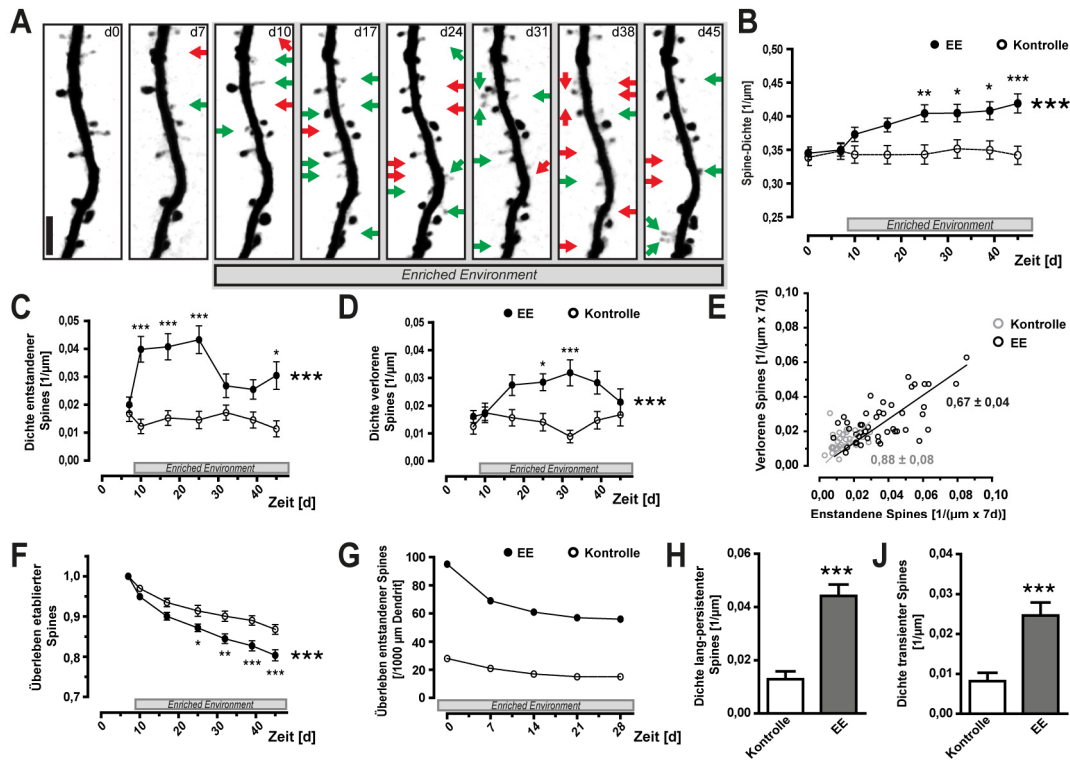 A
d0
d7
d10
d17
d24
d31
d38
d45
Enriched Environment
B
EE
Kontrolle
Spine-Dichte [1/µm]
0,50
0,45
0,40
0,35
0,30
0,25
**
*
*
***
***
Enriched Environment
0
10
20
30
40
Zeit [d]
C
Dichte entstandener
Spines [1/µm]
0,05
0,04
0,03
0,02
0,01
0,00
***
***
***
*
***
Enriched Environment
0
10
20
30
40
Zeit [d]
D
EE
Kontrolle
Dichte verlorene
Spines [1/µm]
0,05
0,04
0,03
0,02
0,01
0,00
*
***
***
Enriched Environment
0
10
20
30
40
Zeit [d]
E
Verlorene Spines [1/(µm x 7d)]
0,10
0,08
0,06
0,04
0,02
0,00
Kontrolle
EE
0,67 ± 0,04
0,88 ± 0,08
0,00
0,02
0,04
0,06
0,08
0,10
Enstandene Spines [1/(µm x 7d)]
F
Überleben etablierter
Spines
1,0
0,9
0,8
0,7
*
**
***
***
***
Enriched Environment
0
10
20
30
40
Zeit [d]
G
EE
Kontrolle
Überleben entstandener Spines
[/1000 µm Dendrit]
100
80
60
40
20
0
Enriched Environment
0
7
14
21
28
Zeit [d]
H
Dichte lang-persistenter
Spines [1/µm]
0,06
0,04
0,02
0,00
***
Kontrolle
EE
J
Dichte transienter Spines
[1/µm]
0,04
0,03
0,02
0,01
0,00
***
Kontrolle
EE